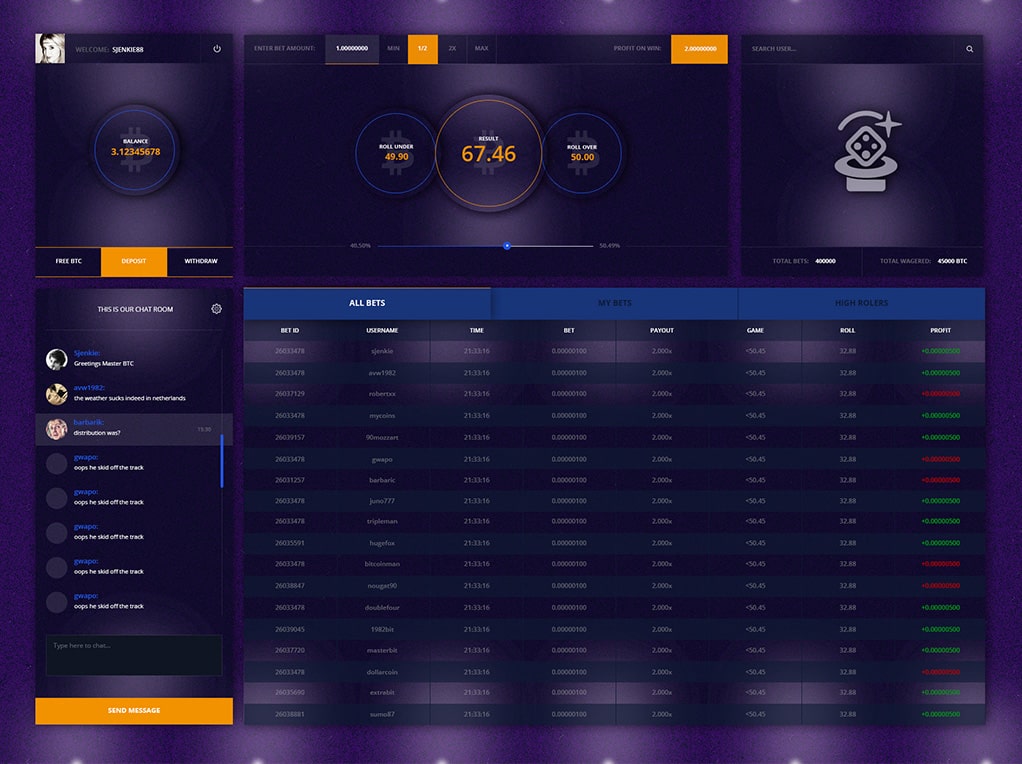 WELCOME: SJENKIE88
BALANCE
3.12345678
FREE BTC DEPOSIT WITHDRAW
ENTER BET AMOUNT: 1.00000000 MIN 1/2 2X MAX PROFIT ON WIN: 2.00000000
ROLL UNDER
49.90
RESULT
67.46
ROLL OVER
50.00
40.50% 50.49%
SEARCH USER...
TOTAL BETS: 400000 TOTAL WAGERED: 45000 BTC
THIS IS OUR CHAT ROOM
Sjenkie:
Greetings Master BTC
avw1982:
the weather sucks indeed in netherlands
barbarik:
distribution was?
gwapo:
oops he skid off the track
gwapo:
oops he skid off the track
gwapo:
oops he skid off the track
gwapo:
oops he skid off the track
gwapo:
oops he skid off the track
Type here to chat...
SEND MESSAGE
ALL BETS MY BETS HIGH ROLERS
BET ID USERNAME TIME BET PAYOUT GAME ROLL PROFIT
26033478 sjenkie 21:33:16 0.00000100 2.000x <50.45 32.88 +0.00000500
26033478 avw1982 21:33:16 0.00000100 2.000x <50.45 32.88 +0.00000500
26037129 robertxx 21:33:16 0.00000100 2.000x <50.45 32.88 +0.00000500
26033478 mycoins 21:33:16 0.00000100 2.000x <50.45 32.88 +0.00000500
26039157 90mozzart 21:33:16 0.00000100 2.000x <50.45 32.88 +0.00000500
26033478 gwapo 21:33:16 0.00000100 2.000x <50.45 32.88 +0.00000500
26031257 barbaric 21:33:16 0.00000100 2.000x <50.45 32.88 +0.00000500
26033478 juno777 21:33:16 0.00000100 2.000x <50.45 32.88 +0.00000500
26033478 tripleman 21:33:16 0.00000100 2.000x <50.45 32.88 +0.00000500
26035591 hugefox 21:33:16 0.00000100 2.000x <50.45 32.88 +0.00000500
26033478 bitcoinman 21:33:16 0.00000100 2.000x <50.45 32.88 +0.00000500
26038847 nougat90 21:33:16 0.00000100 2.000x <50.45 32.88 +0.00000500
26033478 doublefour 21:33:16 0.00000100 2.000x <50.45 32.88 +0.00000500
26039045 1982bit 21:33:16 0.00000100 2.000x <50.45 32.88 +0.00000500
26037720 masterbit 21:33:16 0.00000100 2.000x <50.45 32.88 +0.00000500
26033478 dollarcoin 21:33:16 0.00000100 2.000x <50.45 32.88 +0.00000500
26035690 extrabit 21:33:16 0.00000100 2.000x <50.45 32.88 +0.00000500
26038881 sumo87 21:33:16 0.00000100 2.000x <50.45 32.88 +0.00000500